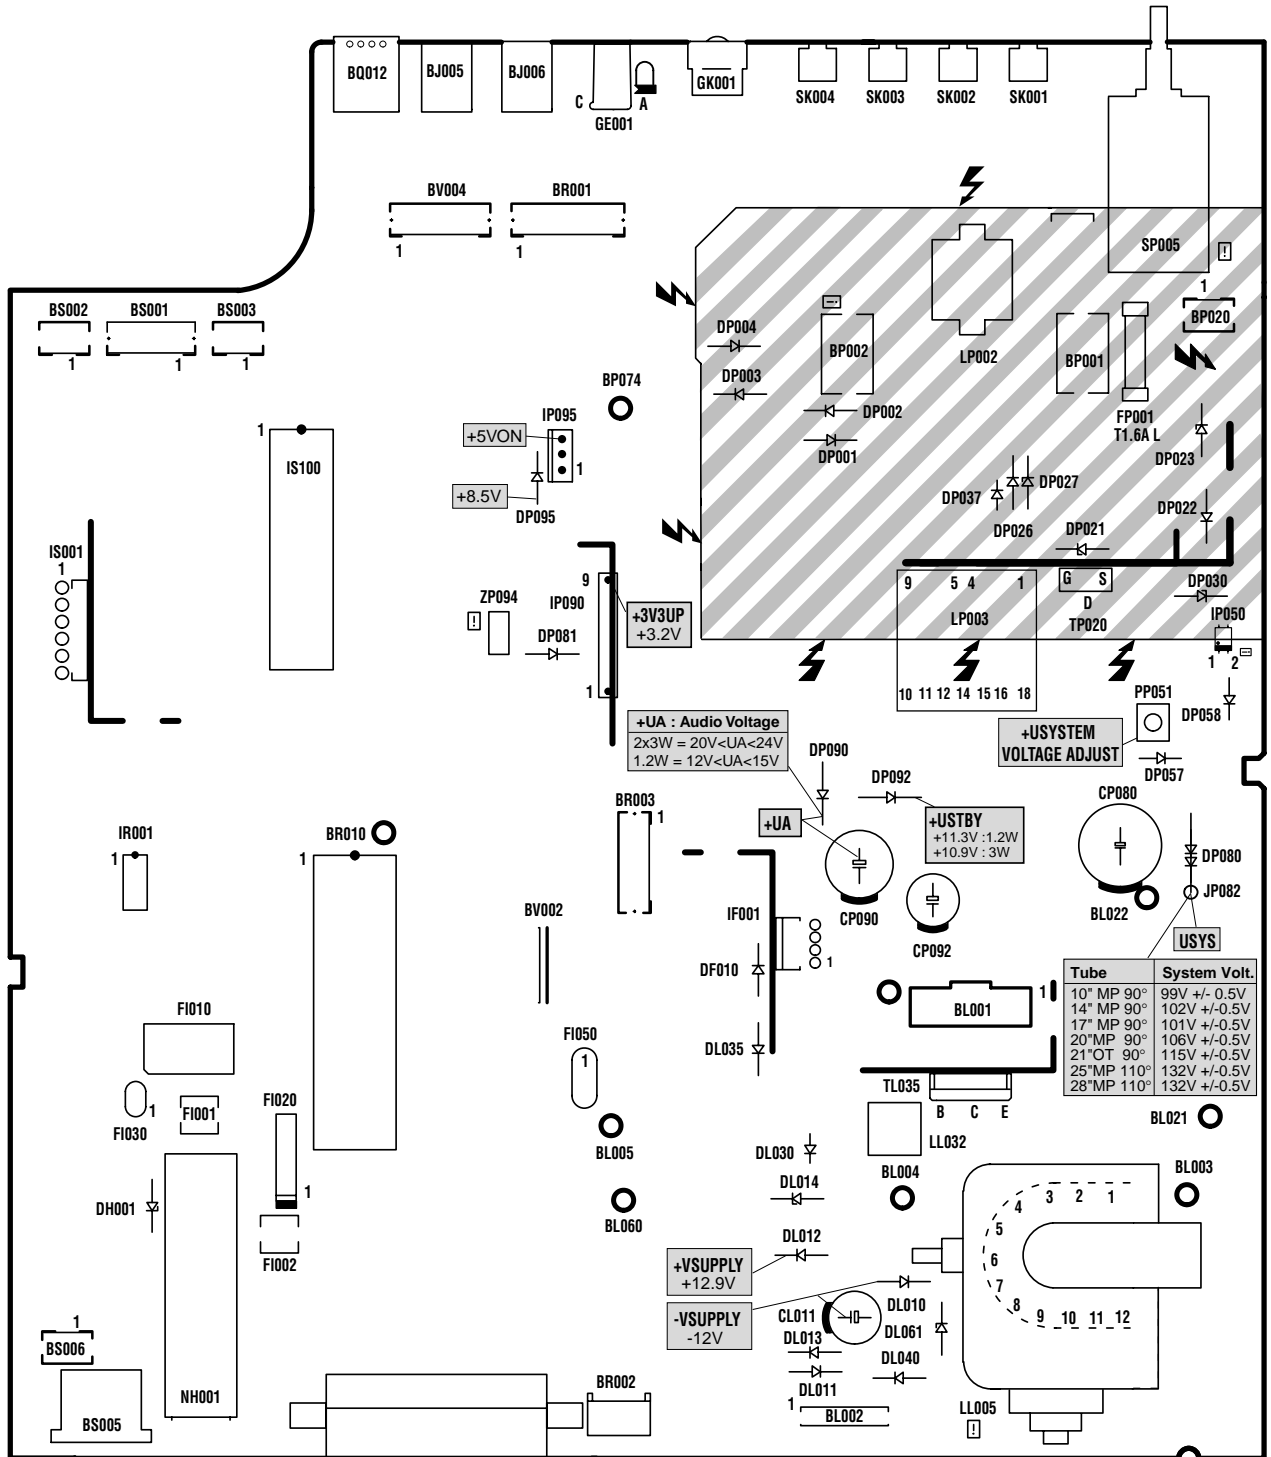 BQ012
BJ005
BJ006
C
A
GE001
GK001
SK004
SK003
SK002
SK001
BV004
1
BR001
1
SP005
!
BS002
1
BS001
1
BS003
1
DP004
DP003
!
BP002
LP002
BP001
1
BP020
FP001
T1.6A L
DP002
DP001
DP023
BP074
IP095
+5VON
1
+8.5V
DP095
1
IS100
DP037
DP027
DP026
DP022
DP021
IS001
1
9
5 4
1
G S
D
LP003
TP020
DP030
IP050
1 2
!
ZP094
!
9
IP090
DP081
1
+3V3UP
+3.2V
10 11 12 14 15 16 18
PP051
DP058
+USYSTEM
VOLTAGE ADJUST
DP057
+UA : Audio Voltage
2x3W = 20V<UA<24V
1.2W = 12V<UA<15V
DP090
DP092
+USTBY
+11.3V :1.2W
+10.9V : 3W
CP080
+UA
BR003
1
IR001
1
BR010
1
DP080
JP082
BL022
USYS
BV002
IF001
1
CP090
CP092
DF010
BL001
1
Tube System Volt.
10" MP 90° 99V +/- 0.5V
14" MP 90° 102V +/-0.5V
17" MP 90° 101V +/-0.5V
20"MP 90° 106V +/-0.5V
21"OT 90° 115V +/-0.5V
25"MP 110° 132V +/-0.5V
28"MP 110° 132V +/-0.5V
FI010
FI050
1
DL035
TL035
B C E
FI030
1
FI001
FI020
1
BL021
LL032
BL005
DL030
BL004
BL003
DL014
DH001
BL060
FI002
DL012
+VSUPPLY
+12.9V
-VSUPPLY
-12V
DL010
CL011
DL061
DL013
DL040
DL011
1
BL002
1 2 3 4 5 6 7 8 9 10 11 12
LL005
!
1
BS006
BS005
NH001
BR002